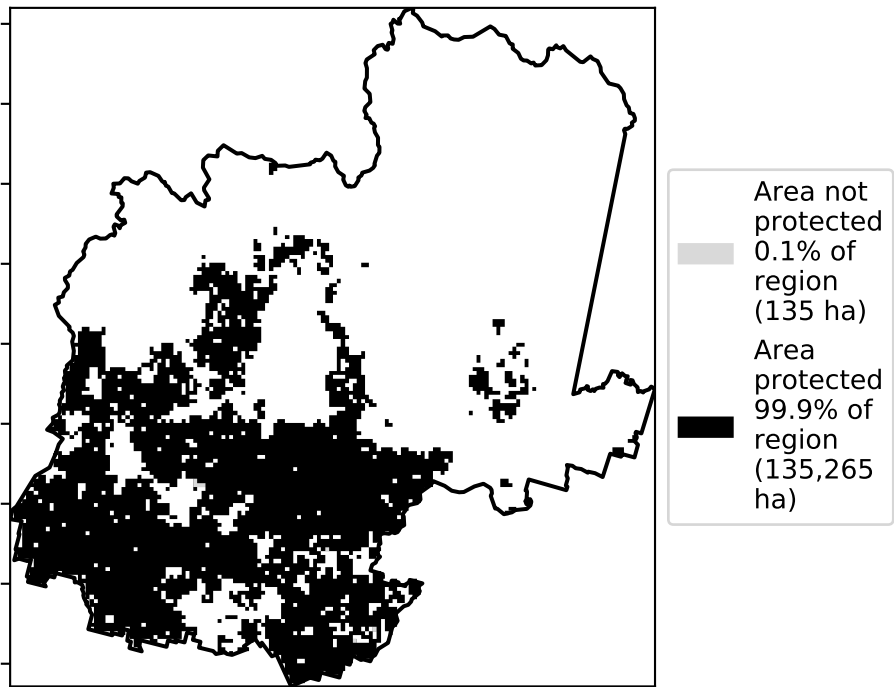 Area not
protected
0.1% of
region
(135 ha)
Area
protected
99.9% of
region
(135,265
ha)